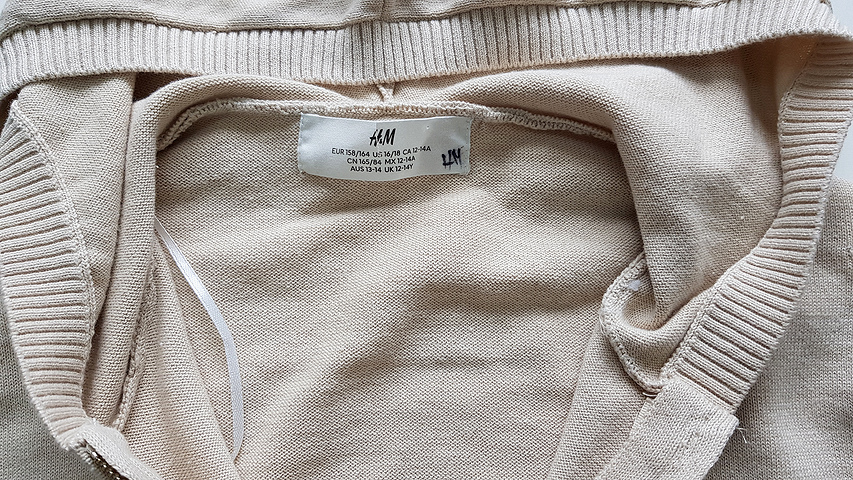 H&M
EUR 158/164 US 16/18 CA 12-14A
CN 165/84 MX 12-14A
AUS 13-14 UK 12-14Y
HM